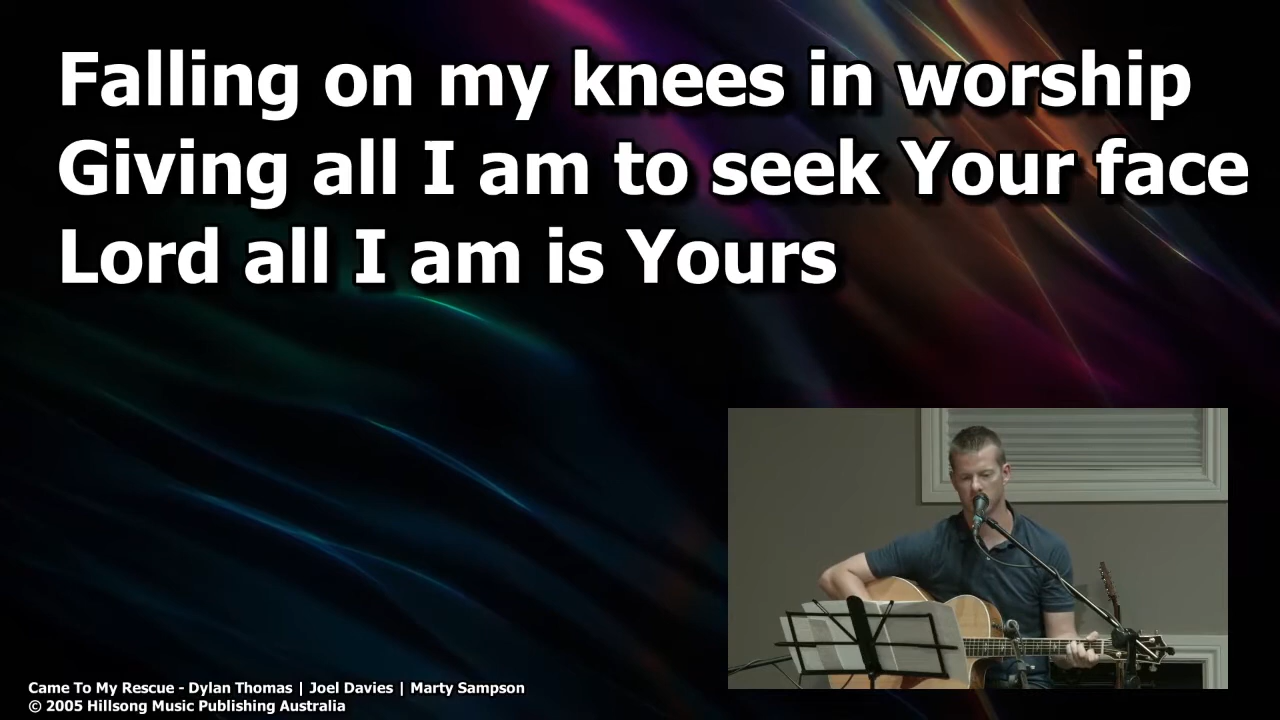 Falling on my knees in worship
Giving all I am to seek Your face
Lord all I am is Yours
Came To My Rescue - Dylan Thomas | Joel Davies | Marty Sampson
© 2005 Hillsong Music Publishing Australia